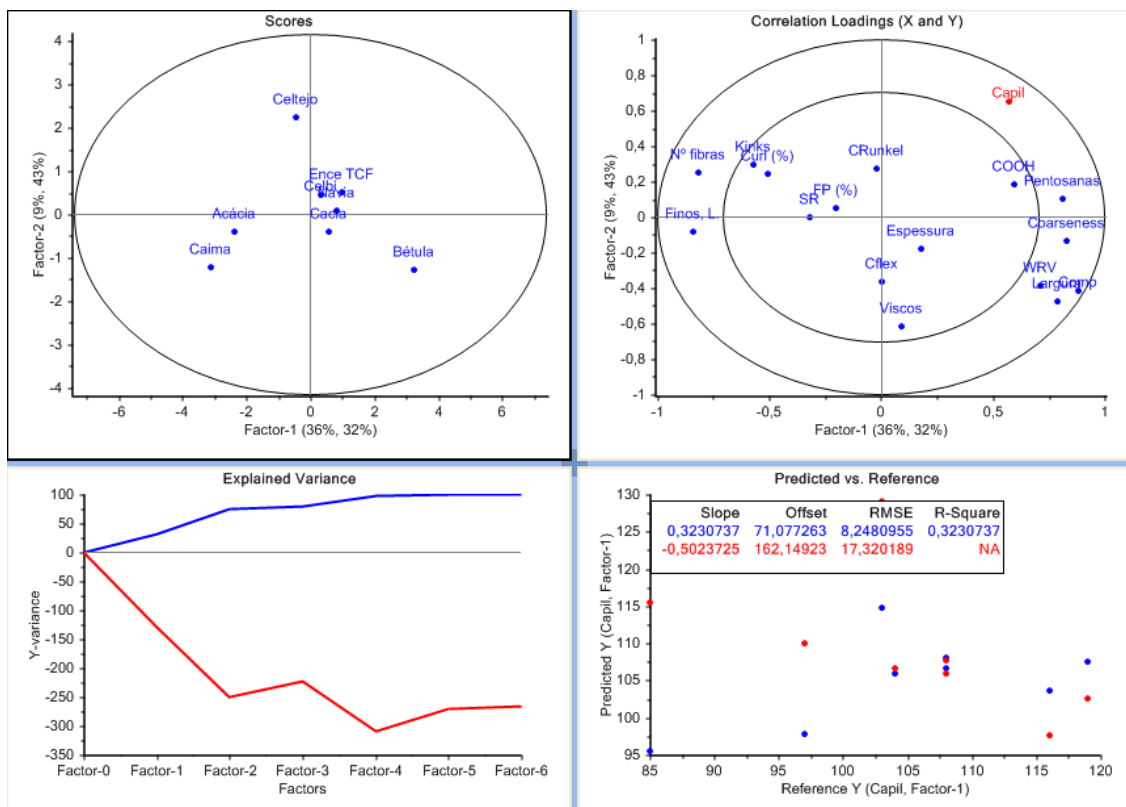 Scores
4
3
2
1
0
-1
-2
-3
-4
Factor-2 (9%, 43%)
Celtejo
Ence TCF
Celbi
Acácia
Cacia
Caima
Bétula
-6
-4
-2
0
2
4
6
Factor-1 (36%, 32%)
Correlation Loadings (X and Y)
1
0,8
0,6
0,4
0,2
0
-0,2
-0,4
-0,6
-0,8
-1
Factor-2 (9%, 43%)
Capil
Kinks
Nº fibras
Curl (%)
CRunkel
COOH
Pentosanas
FP (%)
SR
Finos, L.
Coarseness
Espessura
Cflex
WRV
Largura
Comp
Viscos
-1
-0,5
0
0,5
1
Factor-1 (36%, 32%)
Explained Variance
100
50
0
-50
-100
-150
-200
-250
-300
-350
Y-variance
Factor-0
Factor-1
Factor-2
Factor-3
Factor-4
Factor-5
Factor-6
Factors
Predicted vs. Reference
130
125
120
115
110
105
100
95
Predicted Y (Capil, Factor-1)
Slope Offset RMSE R-Square
0,3230737 71,077263 8,2480955 0,3230737
-0,5023725 162,14923 17,320189 NA
85
90
95
100
105
110
115
120
Reference Y (Capil, Factor-1)